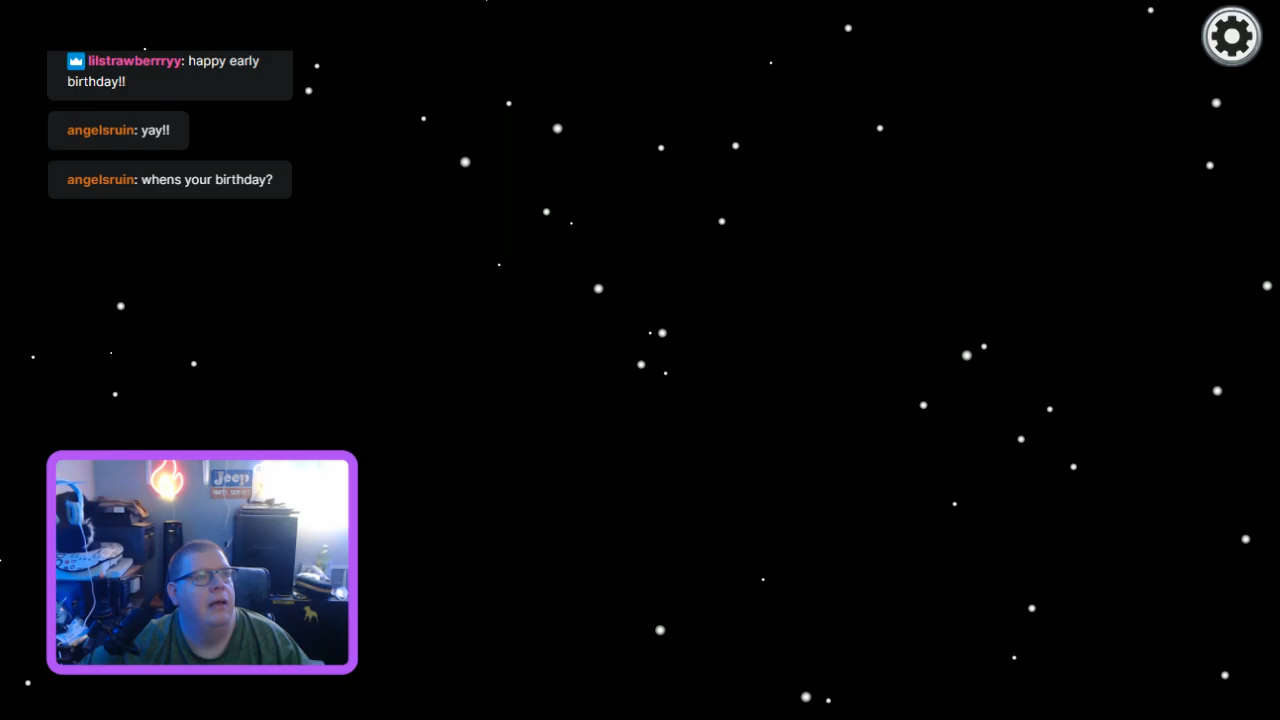 lilstrawberrryy: happy early
birthday!!
angelsruin: yay!!
angelsruin: whens your birthday?
Jeep